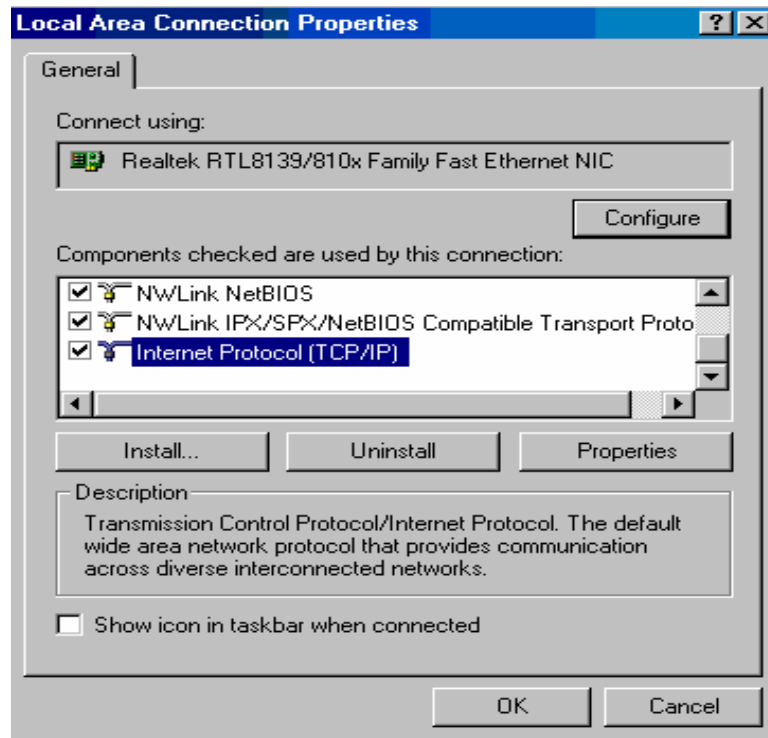 Local Area Connection Properties
General
Connect using:
Realtek RTL8139/810x Family Fast Ethernet NIC
Configure
Components checked are used by this connection:
NWLink NetBIOS
NWLink IPX/SPX/NetBIOS Compatible Transport Proto
Internet Protocol (TCP/IP)
Install... Uninstall Properties
Description
Transmission Control Protocol/Internet Protocol. The default
wide area network protocol that provides communication
across diverse interconnected networks.
Show icon in taskbar when connected
OK Cancel